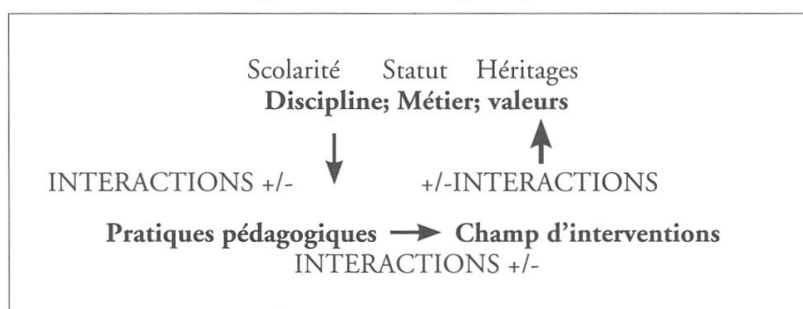 Scolarité Statut Héritages
Discipline; Métier; valeurs
INTERACTIONS +/- +/-INTERACTIONS
Pratiques pédagogiques Champ d'interventions
INTERACTIONS +/-